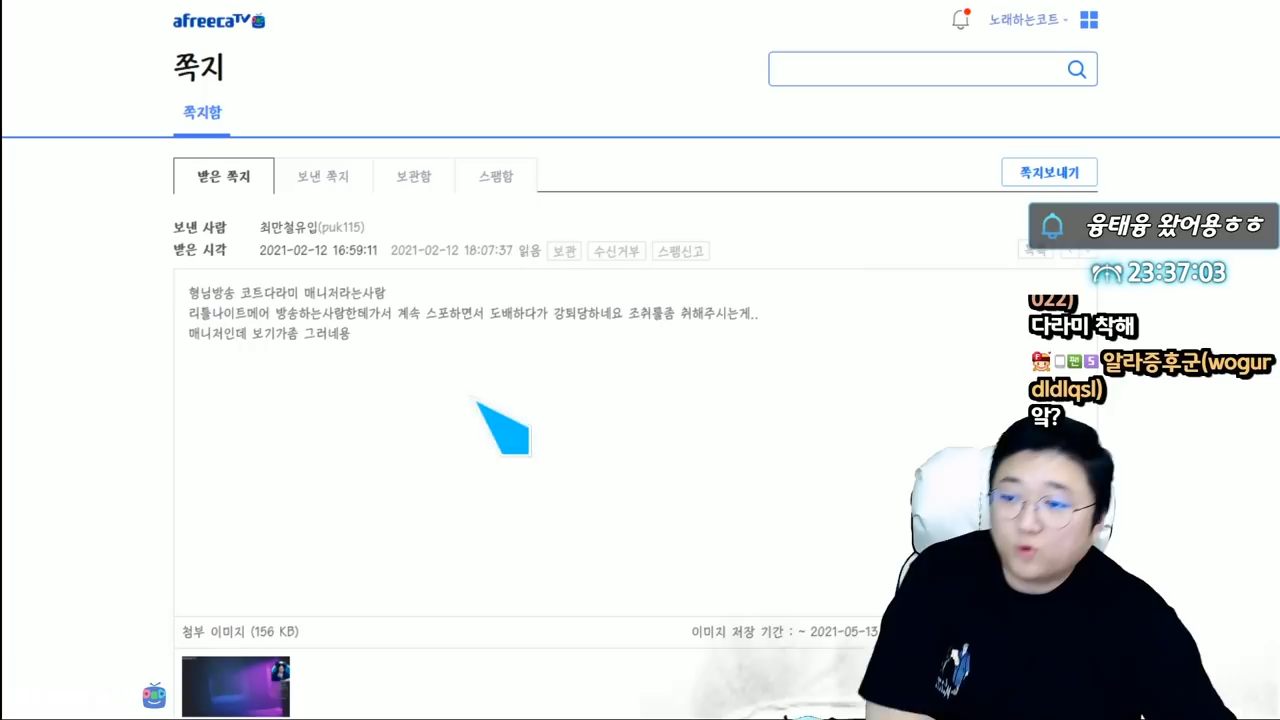 afreecaTV
노래하는코트
쪽지
쪽지함
받은 쪽지
보낸 쪽지
보관함
스팸함
쪽지보내기
보낸 사람 최만철유입(puk115)
받은 시각 2021-02-12 16:59:11 2021-02-12 18:07:37 읽음 보관 수신거부 스팸신고
형님방송 코트다라미 매니저라는사람
리틀나이트메어 방송하는사람한테가서 계속 스포하면서 도배하다가 강퇴당하네요 조취를좀 취해주시는게..
매니저인데 보기가좀 그러네용
첨부 이미지 (156 KB)
이미지 저장 기간 : ~ 2021-05-13
융태융 왔어용ㅎㅎ
23:37:03
022)
다라미 착해
팬 S 알라증후군(wogur
dldlqsl)
앜?